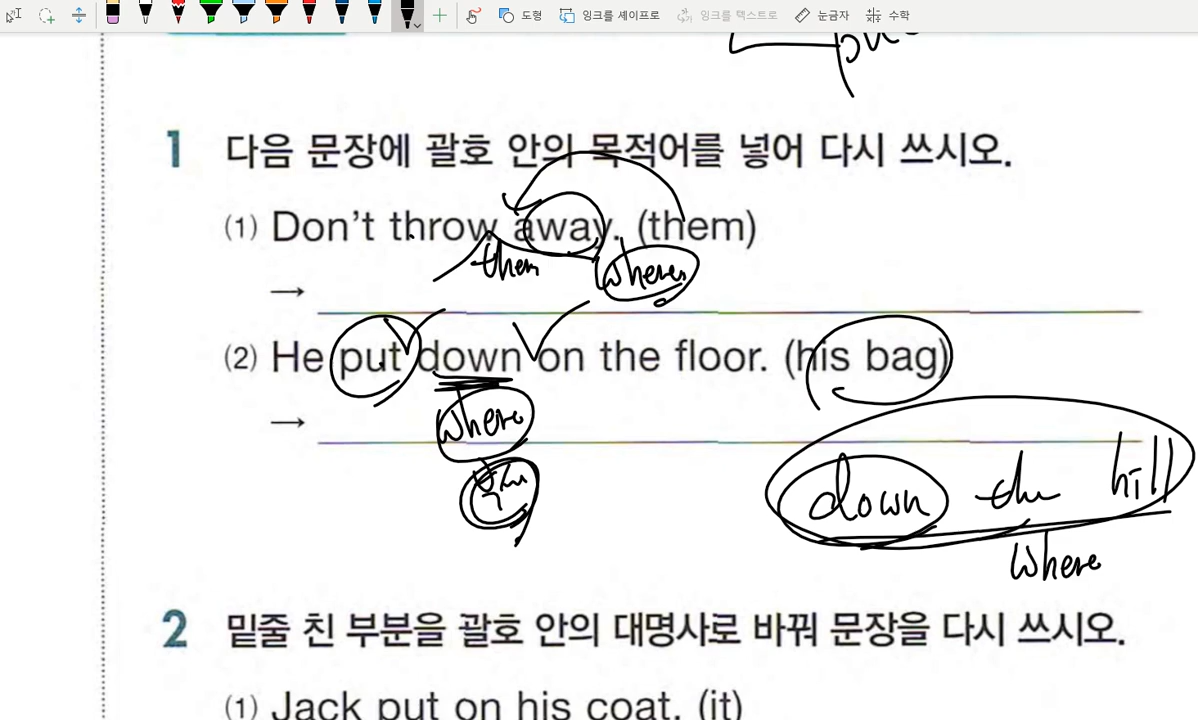 도형 잉크를 셰이프로 잉크를 텍스트로 눈금자 수학
1 다음 문장에 괄호 안의 목적어를 넣어 다시 쓰시오.
(1) Don't throw away. (them)
them where
→
(2) He put down on the floor. (his bag)
→
where
down the hill
where
2 밑줄 친 부분을 괄호 안의 대명사로 바꿔 문장을 다시 쓰시오.
(1) Jack put on his coat. (it)